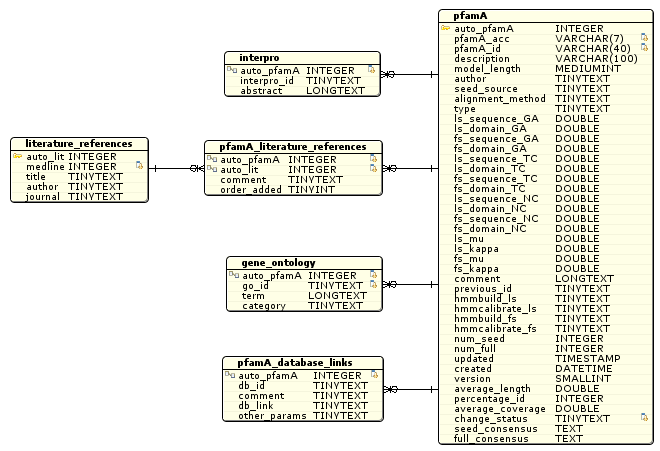 interpro
auto_pfamA INTEGER
interpro_id TINYTEXT
abstract LONGTEXT
literature_references
auto_lit INTEGER
medline INTEGER
title TINYTEXT
author TINYTEXT
journal TINYTEXT
pfamA_literature_references
auto_pfamA INTEGER
auto_lit INTEGER
comment TINYTEXT
order_added TINYINT
gene_ontology
auto_pfamA INTEGER
go_id TINYTEXT
term LONGTEXT
category TINYTEXT
pfamA_database_links
auto_pfamA INTEGER
db_id TINYTEXT
comment TINYTEXT
db_link TINYTEXT
other_params TINYTEXT
pfamA
auto_pfamA INTEGER
pfamA_acc VARCHAR(7)
pfamA_id VARCHAR(40)
description VARCHAR(100)
model_length MEDIUMINT
author TINYTEXT
seed_source TINYTEXT
alignment_method TINYTEXT
type TINYTEXT
ls_sequence_GA DOUBLE
ls_domain_GA DOUBLE
fs_sequence_GA DOUBLE
fs_domain_GA DOUBLE
ls_sequence_TC DOUBLE
ls_domain_TC DOUBLE
fs_sequence_TC DOUBLE
fs_domain_TC DOUBLE
ls_sequence_NC DOUBLE
ls_domain_NC DOUBLE
fs_sequence_NC DOUBLE
fs_domain_NC DOUBLE
ls_mu DOUBLE
ls_kappa DOUBLE
fs_mu DOUBLE
fs_kappa DOUBLE
comment LONGTEXT
previous_id TINYTEXT
hmmbuild_ls TINYTEXT
hmmcalibrate_ls TINYTEXT
hmmbuild_fs TINYTEXT
hmmcalibrate_fs TINYTEXT
num_seed INTEGER
num_full INTEGER
updated TIMESTAMP
created DATETIME
version SMALLINT
average_length DOUBLE
percentage_id INTEGER
average_coverage DOUBLE
change_status TINYTEXT
seed_consensus TEXT
full_consensus TEXT